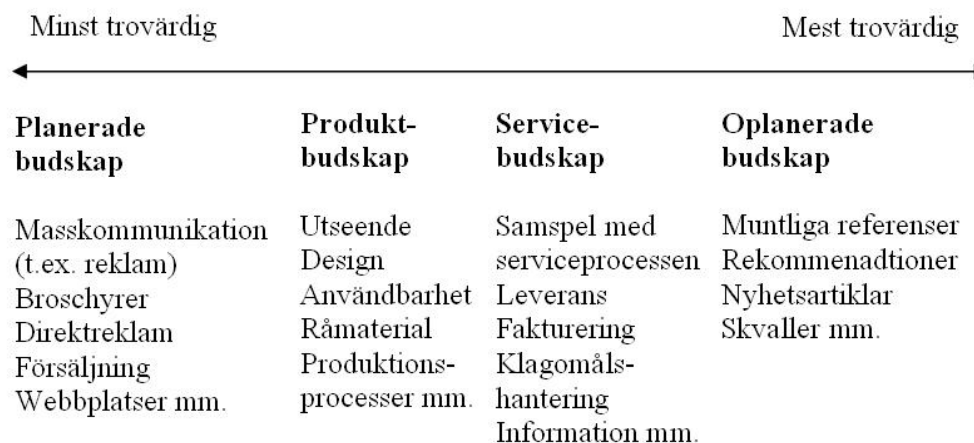 Minst trovärdig
Mest trovärdig
Planerade
budskap
Masskommunikation
(t.ex. reklam)
Broschyrer
Direktreklam
Försäljning
Webbplatser mm.
Produkt-
budskap
Utseende
Design
Användbarhet
Råmaterial
Produktions-
processer mm.
Service-
budskap
Samspel med
serviceprocessen
Leverans
Fakturering
Klagomåls-
hantering
Information mm.
Oplanerade
budskap
Muntliga referenser
Rekommenadtioner
Nyhetsartiklar
Skvaller mm.